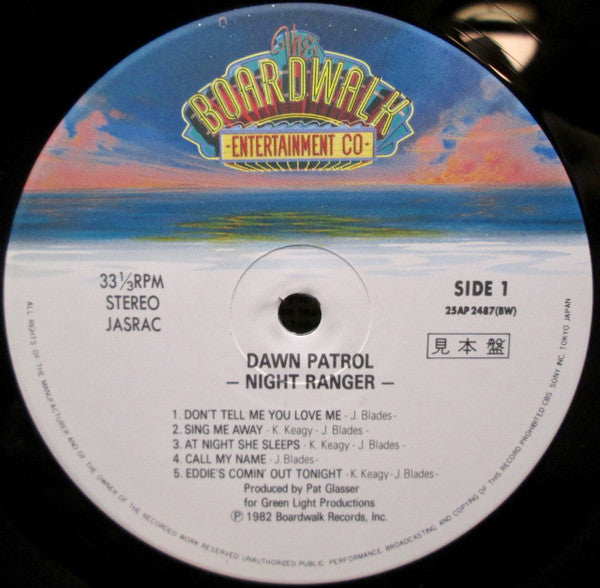 The
BOARDWALK
-ENTERTAINMENT CO-
33⅓RPM
STEREO
JASRAC
SIDE 1
25AP 2487(BW)
見本盤
DAWN PATROL
– NIGHT RANGER –
1. DON'T TELL ME YOU LOVE ME - J. Blades -
2. SING ME AWAY - K. Keagy - J. Blades -
3. AT NIGHT SHE SLEEPS - K. Keagy - J. Blades -
4. CALL MY NAME - J. Blades -
5. EDDIE'S COMIN' OUT TONIGHT - K. Keagy - J. Blades -
Produced by Pat Glasser
for Green Light Productions
Ⓟ 1982 Boardwalk Records, Inc.
ALL RIGHTS OF THE MANUFACTURER AND OF THE OWNER OF THE RECORDED WORK RESERVED. UNAUTHORIZED PUBLIC PERFORMANCE, BROADCASTING AND COPYING OF THIS RECORD PROHIBITED. CBS SONY INC. TOKYO JAPAN